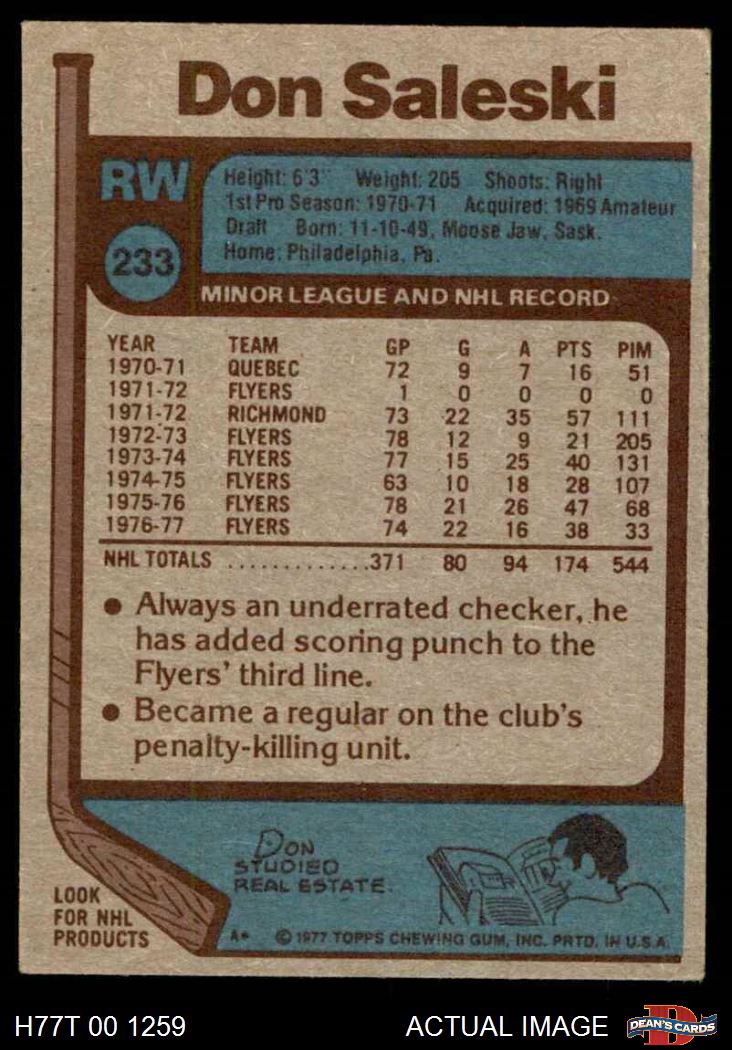 Don Saleski
RW
Height: 6'3" Weight: 205 Shoots: Right
1st Pro Season: 1970-71 Acquired: 1969 Amateur
Draft Born: 11-10-49, Moose Jaw, Sask.
Home: Philadelphia, Pa.
233
MINOR LEAGUE AND NHL RECORD
YEAR TEAM GP G A PTS PIM
1970-71 QUEBEC 72 9 7 16 51
1971-72 FLYERS 1 0 0 0 0
1971-72 RICHMOND 73 22 35 57 111
1972-73 FLYERS 78 12 9 21 205
1973-74 FLYERS 77 15 25 40 131
1974-75 FLYERS 63 10 18 28 107
1975-76 FLYERS 78 21 26 47 68
1976-77 FLYERS 74 22 16 38 33
NHL TOTALS .............371 80 94 174 544
● Always an underrated checker, he
has added scoring punch to the
Flyers' third line.
● Became a regular on the club's
penalty-killing unit.
DON
STUDIED
REAL ESTATE.
LOOK
FOR NHL
PRODUCTS
A* © 1977 TOPPS CHEWING GUM, INC. PRTD. IN U.S.A.
H77T 00 1259 ACTUAL IMAGE DEAN'S CARDS